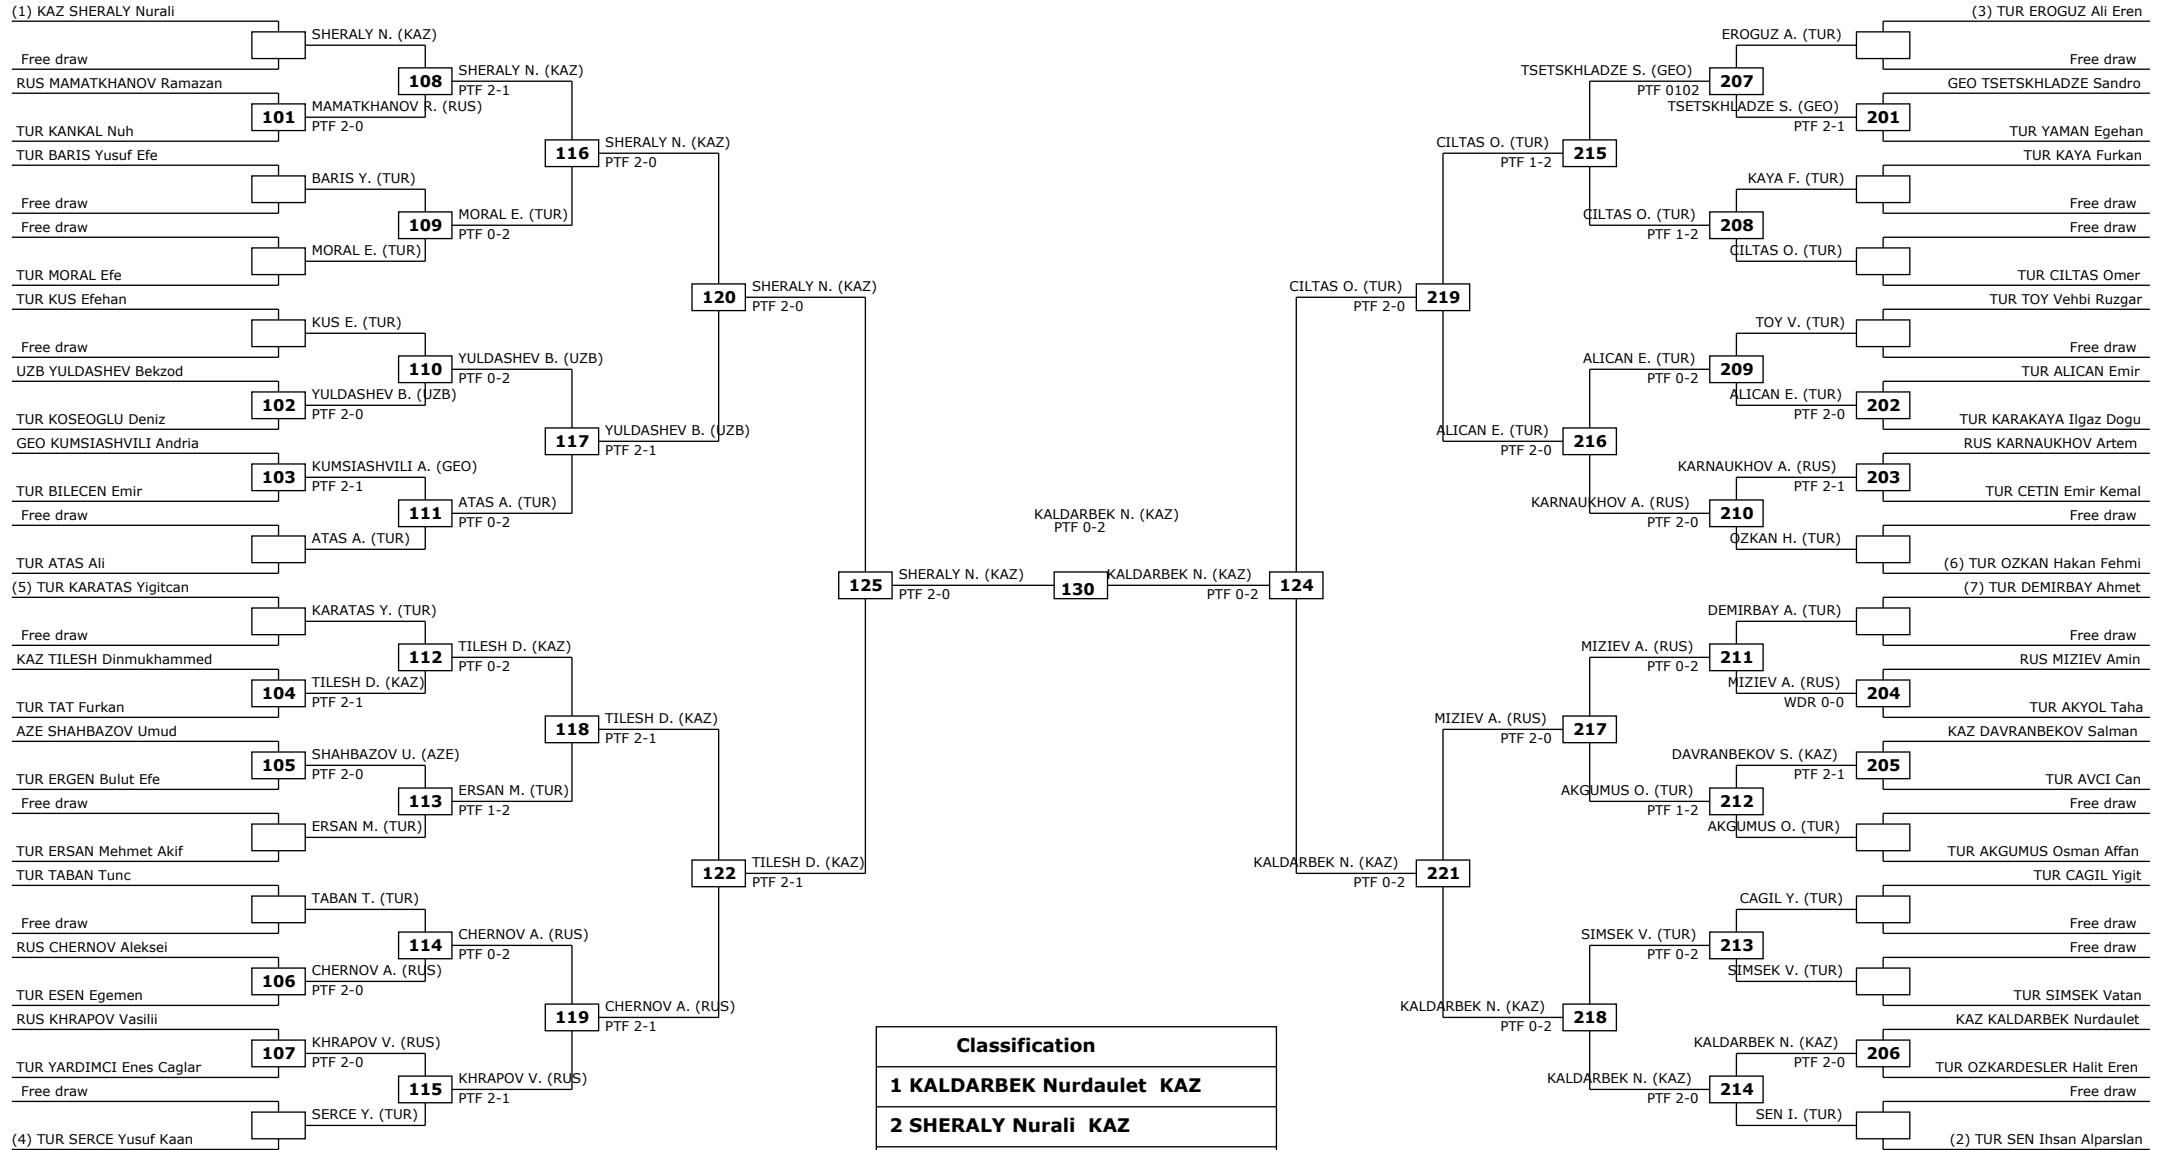 (1) KAZ SHERALY Nurali
Free draw
RUS MAMATKHANOV Ramazan
TUR KANKAL Nuh
TUR BARIS Yusuf Efe
Free draw
Free draw
TUR MORAL Efe
TUR KUS Efehan
Free draw
UZB YULDASHEV Bekzod
TUR KOSEOGLU Deniz
GEO KUMSIASHVILI Andria
TUR BILECEN Emir
Free draw
TUR ATAS Ali
(5) TUR KARATAS Yigitcan
Free draw
KAZ TILESH Dinmukhammed
TUR TAT Furkan
AZE SHAHBAZOV Umud
TUR ERGEN Bulut Efe
Free draw
TUR ERSAN Mehmet Akif
TUR TABAN Tunc
Free draw
RUS CHERNOV Aleksei
TUR ESEN Egemen
RUS KHRAPOV Vasilii
TUR YARDIMCI Enes Caglar
Free draw
(4) TUR SERCE Yusuf Kaan
SHERALY N. (KAZ)
101
MAMATKHANOV R. (RUS)
PTF 2-0
BARIS Y. (TUR)
MORAL E. (TUR)
KUS E. (TUR)
102
YULDASHEV B. (UZB)
PTF 2-0
103
KUMSIASHVILI A. (GEO)
PTF 2-1
ATAS A. (TUR)
KARATAS Y. (TUR)
104
TILESH D. (KAZ)
PTF 2-1
105
SHAHBAZOV U. (AZE)
PTF 2-0
ERSAN M. (TUR)
TABAN T. (TUR)
106
CHERNOV A. (RUS)
PTF 2-0
107
KHRAPOV V. (RUS)
PTF 2-0
SERCE Y. (TUR)
108
SHERALY N. (KAZ)
PTF 2-1
109
MORAL E. (TUR)
PTF 0-2
110
YULDASHEV B. (UZB)
PTF 0-2
111
ATAS A. (TUR)
PTF 0-2
112
TILESH D. (KAZ)
PTF 0-2
113
ERSAN M. (TUR)
PTF 1-2
114
CHERNOV A. (RUS)
PTF 0-2
115
KHRAPOV V. (RUS)
PTF 2-1
116
SHERALY N. (KAZ)
PTF 2-0
117
YULDASHEV B. (UZB)
PTF 2-1
118
TILESH D. (KAZ)
PTF 2-1
119
CHERNOV A. (RUS)
PTF 2-1
120
SHERALY N. (KAZ)
PTF 2-0
122
TILESH D. (KAZ)
PTF 2-1
125
SHERALY N. (KAZ)
PTF 2-0
KALDARBEK N. (KAZ)
PTF 0-2
130
KALDARBEK N. (KAZ)
PTF 0-2
124
CILTAS O. (TUR)
PTF 2-0
219
KALDARBEK N. (KAZ)
PTF 0-2
221
CILTAS O. (TUR)
PTF 1-2
215
ALICAN E. (TUR)
PTF 2-0
216
MIZIEV A. (RUS)
PTF 2-0
217
KALDARBEK N. (KAZ)
PTF 0-2
218
TSETSKHLADZE S. (GEO)
PTF 0102
207
CILTAS O. (TUR)
PTF 1-2
208
ALICAN E. (TUR)
PTF 0-2
209
KARNAUKHOV A. (RUS)
PTF 2-0
210
MIZIEV A. (RUS)
PTF 0-2
211
AKGUMUS O. (TUR)
PTF 1-2
212
SIMSEK V. (TUR)
PTF 0-2
213
KALDARBEK N. (KAZ)
PTF 2-0
214
EROGUZ A. (TUR)
TSETSKHLADZE S. (GEO)
PTF 2-1
201
KAYA F. (TUR)
CILTAS O. (TUR)
TOY V. (TUR)
ALICAN E. (TUR)
PTF 2-0
202
KARNAUKHOV A. (RUS)
PTF 2-1
203
OZKAN H. (TUR)
DEMIRBAY A. (TUR)
MIZIEV A. (RUS)
WDR 0-0
204
DAVRANBEKOV S. (KAZ)
PTF 2-1
205
AKGUMUS O. (TUR)
CAGIL Y. (TUR)
SIMSEK V. (TUR)
KALDARBEK N. (KAZ)
PTF 2-0
206
SEN I. (TUR)
(3) TUR EROGUZ Ali Eren
Free draw
GEO TSETSKHLADZE Sandro
TUR YAMAN Egehan
TUR KAYA Furkan
Free draw
Free draw
TUR CILTAS Omer
TUR TOY Vehbi Ruzgar
Free draw
TUR ALICAN Emir
TUR KARAKAYA Ilgaz Dogu
RUS KARNAUKHOV Artem
TUR CETIN Emir Kemal
Free draw
(6) TUR OZKAN Hakan Fehmi
(7) TUR DEMIRBAY Ahmet
Free draw
RUS MIZIEV Amin
TUR AKYOL Taha
KAZ DAVRANBEKOV Salman
TUR AVCI Can
Free draw
TUR AKGUMUS Osman Affan
TUR CAGIL Yigit
Free draw
Free draw
TUR SIMSEK Vatan
KAZ KALDARBEK Nurdaulet
TUR OZKARDESLER Halit Eren
Free draw
(2) TUR SEN Ihsan Alparslan
Classification
1 KALDARBEK Nurdaulet KAZ
2 SHERALY Nurali KAZ